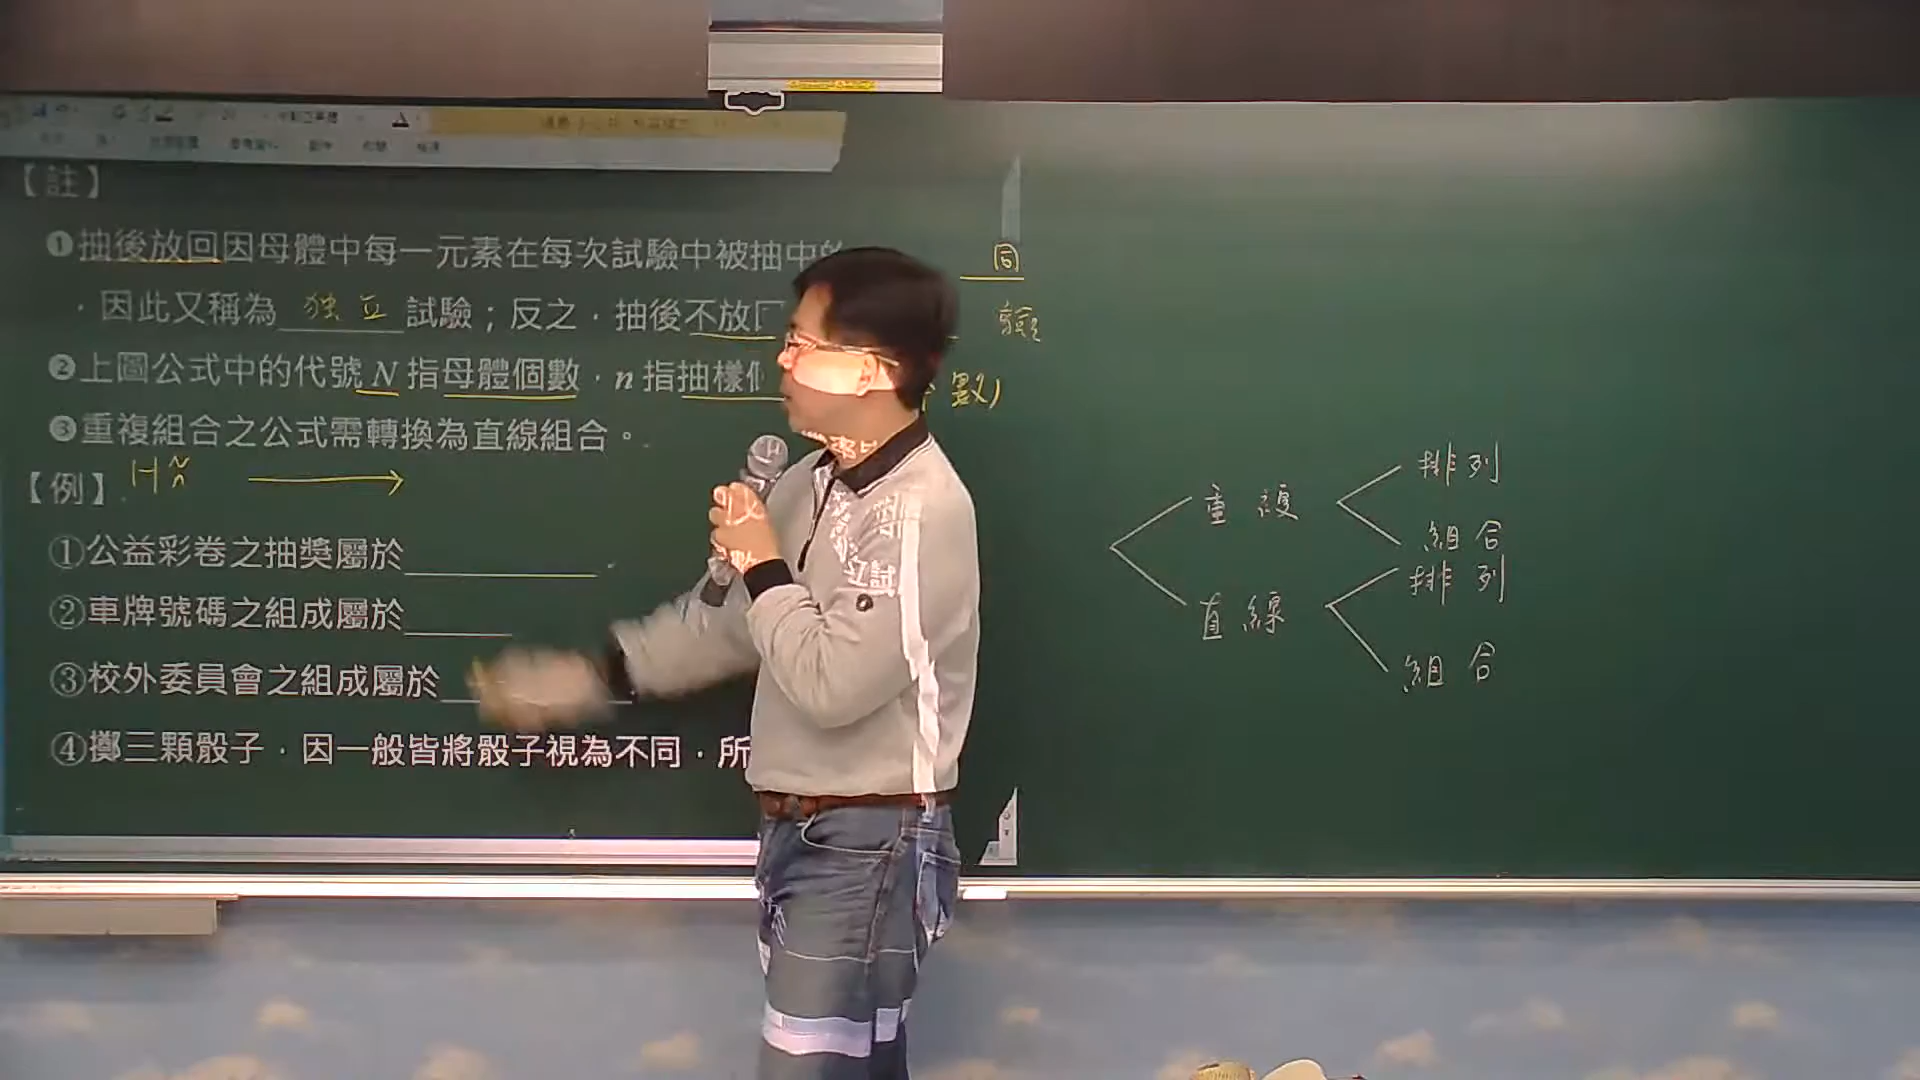 【註】
❶抽後放回因母體中每一元素在每次試驗中被抽中的 同
，因此又稱為 独立 試驗；反之，抽後不放回 驗
❷上圖公式中的代號 N 指母體個數，n 指抽樣個 數)
❸重複組合之公式需轉換為直線組合。
【例】
H
①公益彩卷之抽獎屬於
②車牌號碼之組成屬於
③校外委員會之組成屬於
④擲三顆骰子，因一般皆將骰子視為不同，所
重複
排列
組合
直線
排列
組合